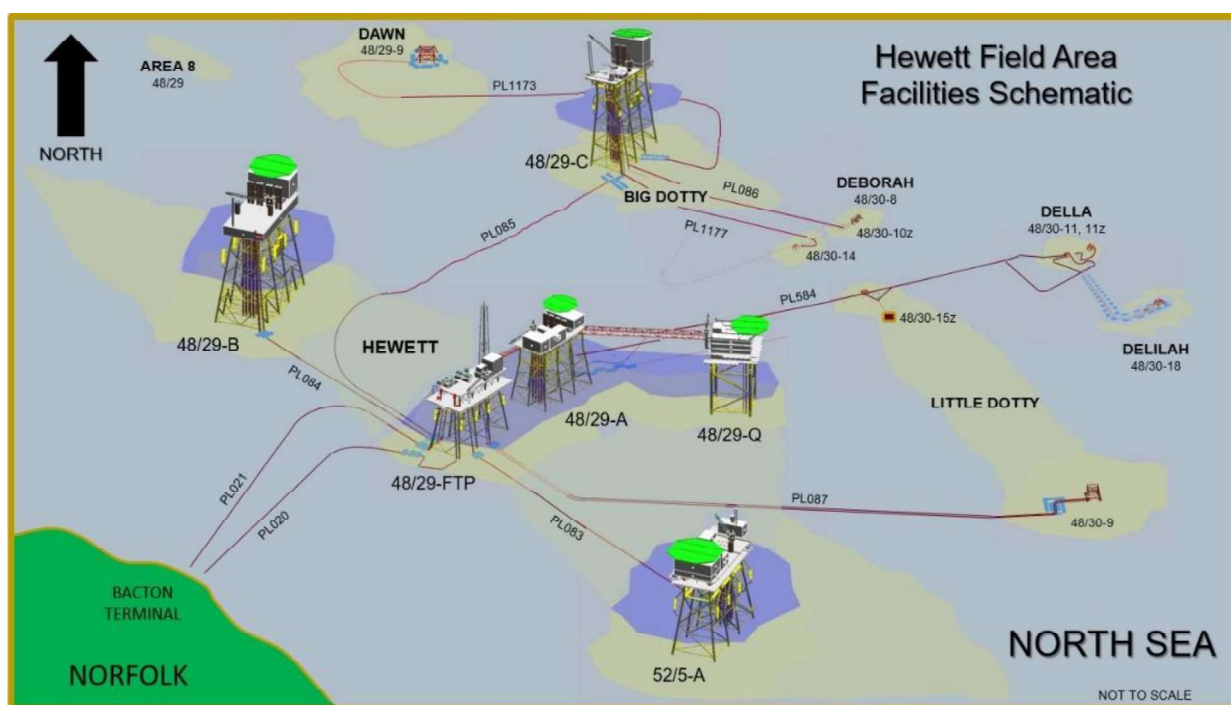 DAWN
48/29-9
AREA 8
48/29
Hewett Field Area
Facilities Schematic
PL1173
NORTH
48/29-C
BIG DOTTY
PL086
DEBORAH
48/30-8
48/30-10z
DELLA
48/30-11, 11z
PL085
PL1177
48/30-14
PL584
48/30-15z
DELILAH
48/30-18
48/29-B
HEWETT
PL084
48/29-A
48/29-Q
LITTLE DOTTY
48/29-FTP
PL021
PL020
PL083
PL087
48/30-9
BACTON
TERMINAL
52/5-A
NORTH SEA
NORFOLK
NOT TO SCALE